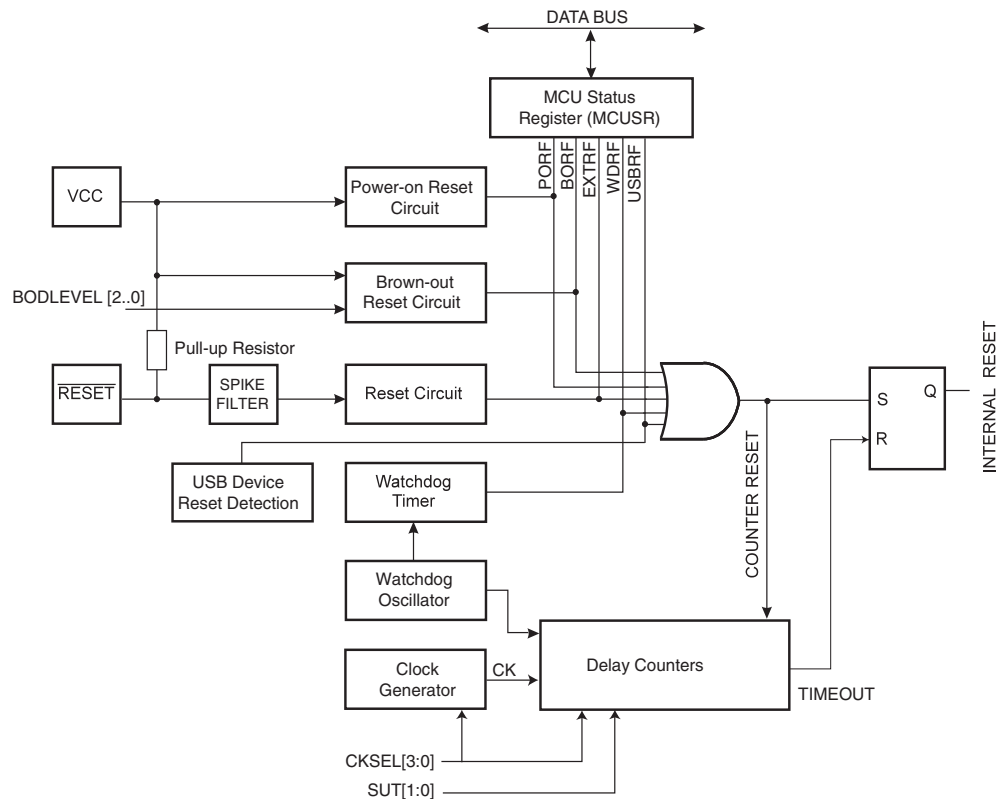 DATA BUS
MCU Status
Register (MCUSR)
PORF
BORF
EXTRF
WDRF
USBRF
VCC
Power-on Reset
Circuit
BODLEVEL [2..0]
Brown-out
Reset Circuit
Pull-up Resistor
RESET
SPIKE
FILTER
Reset Circuit
S
Q
R
INTERNAL RESET
USB Device
Reset Detection
Watchdog
Timer
COUNTER RESET
Watchdog
Oscillator
Clock
Generator
CK
Delay Counters
TIMEOUT
CKSEL[3:0]
SUT[1:0]